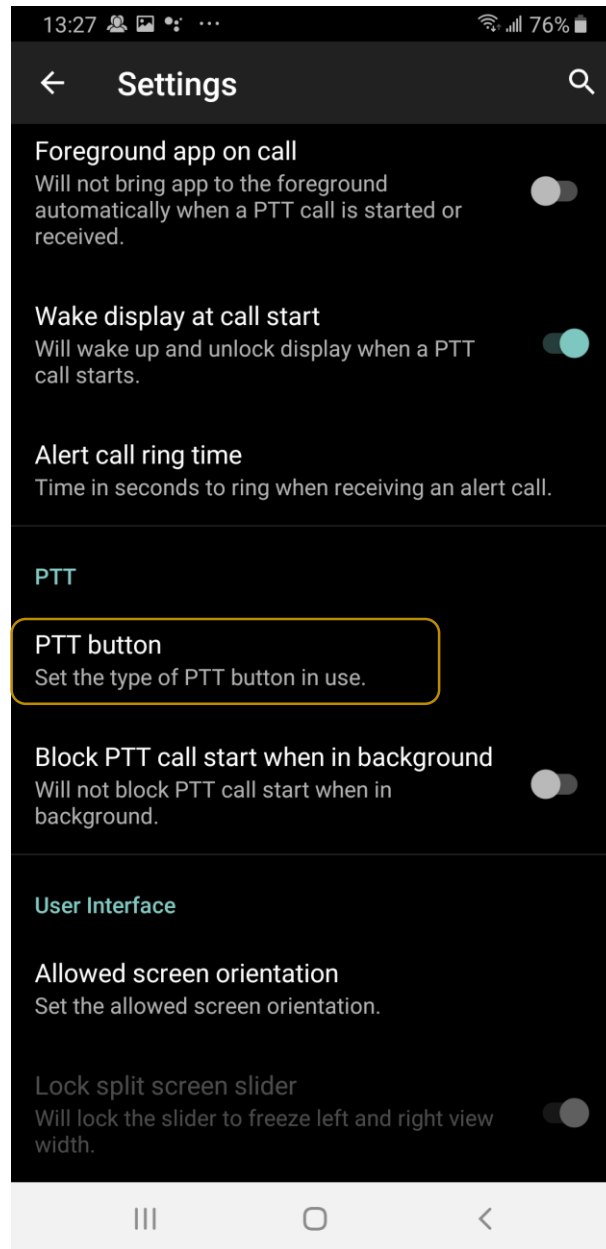 13:27 ... 76%
Settings
Foreground app on call
Will not bring app to the foreground
automatically when a PTT call is started or
received.
Wake display at call start
Will wake up and unlock display when a PTT
call starts.
Alert call ring time
Time in seconds to ring when receiving an alert call.
PTT
PTT button
Set the type of PTT button in use.
Block PTT call start when in background
Will not block PTT call start when in
background.
User Interface
Allowed screen orientation
Set the allowed screen orientation.
Lock split screen slider
Will lock the slider to freeze left and right view
width.